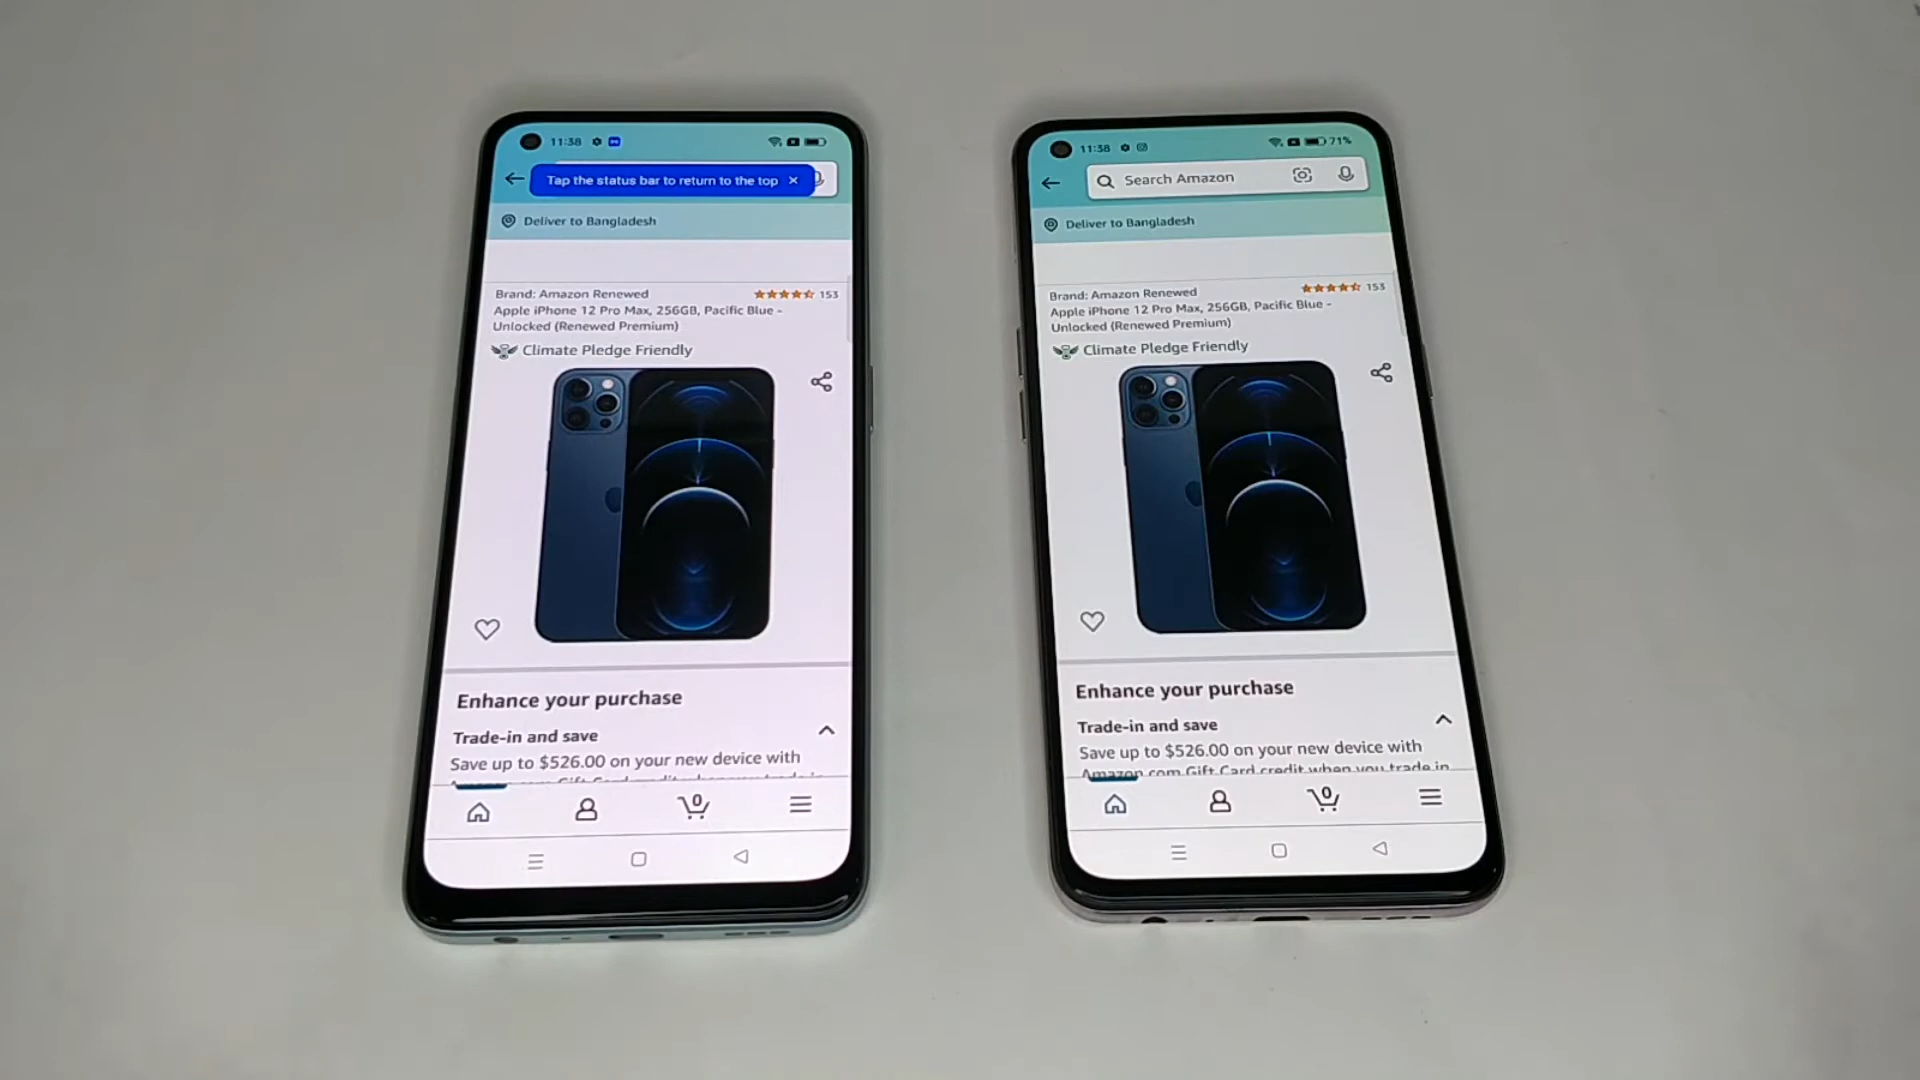 11:38
Tap the status bar to return to the top ×
Deliver to Bangladesh
Brand: Amazon Renewed
153
Apple iPhone 12 Pro Max, 256GB, Pacific Blue -
Unlocked (Renewed Premium)
Climate Pledge Friendly
Enhance your purchase
Trade-in and save
Save up to $526.00 on your new device with
0
11:38
71%
Search Amazon
Deliver to Bangladesh
Brand: Amazon Renewed
153
Apple iPhone 12 Pro Max, 256GB, Pacific Blue -
Unlocked (Renewed Premium)
Climate Pledge Friendly
Enhance your purchase
Trade-in and save
Save up to $526.00 on your new device with
Amazon.com Gift Card credit when you trade in
0